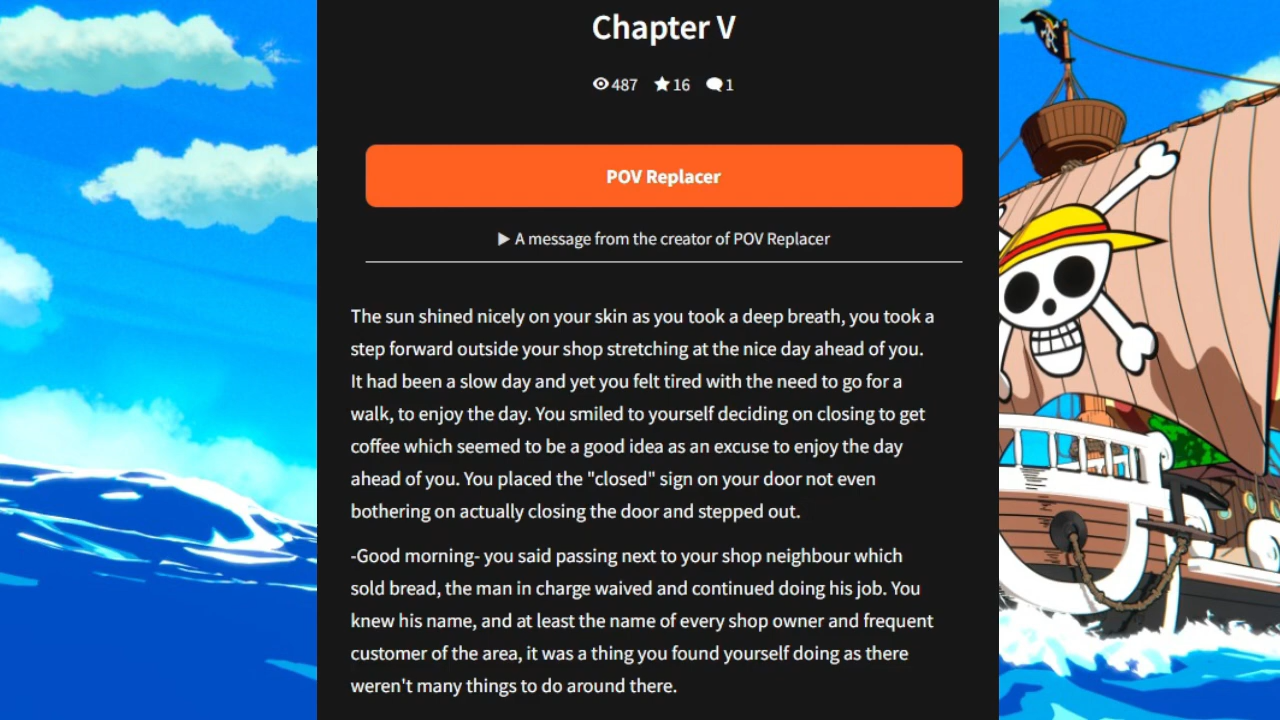 Chapter V
487 16 1
POV Replacer
▶ A message from the creator of POV Replacer
The sun shined nicely on your skin as you took a deep breath, you took a
step forward outside your shop stretching at the nice day ahead of you.
It had been a slow day and yet you felt tired with the need to go for a
walk, to enjoy the day. You smiled to yourself deciding on closing to get
coffee which seemed to be a good idea as an excuse to enjoy the day
ahead of you. You placed the "closed" sign on your door not even
bothering on actually closing the door and stepped out.
-Good morning- you said passing next to your shop neighbour which
sold bread, the man in charge waived and continued doing his job. You
knew his name, and at least the name of every shop owner and frequent
customer of the area, it was a thing you found yourself doing as there
weren't many things to do around there.